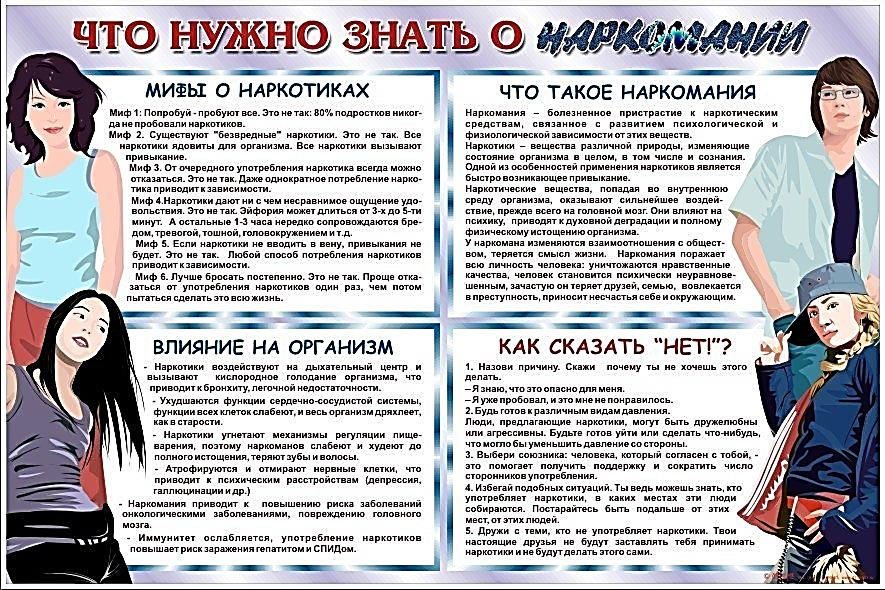 ЧТО НУЖНО ЗНАТЬ О НАРКОМАНИИ
МИФЫ О НАРКОТИКАХ
Миф 1: Попробуй - пробуют все. Это не так: 80% подростков никог-
да не пробовали наркотиков.
Миф 2. Существуют "безвредные" наркотики. Это не так. Все
наркотики ядовиты для организма. Все наркотики вызывают
привыкание.
Миф 3. От очередного употребления наркотика всегда можно
отказаться. Это не так. Даже однократное потребление нарко-
тика приводит к зависимости.
Миф 4.Наркотики дают ни с чем несравнимое ощущение удо-
вольствия. Это не так. Эйфория может длиться от 3-х до 5-ти
минут. А остальные 1-3 часа нередко сопровождаются бре-
дом, тревогой, тошной, головокружением и т.д.
Миф 5. Если наркотики не вводить в вену, привыкания не
будет. Это не так. Любой способ потребления наркотиков
приводит к зависимости.
Миф 6. Лучше бросать постепенно. Это не так. Проще отка-
заться от употребления наркотиков один раз, чем потом
пытаться сделать это всю жизнь.
ЧТО ТАКОЕ НАРКОМАНИЯ
Наркомания – болезненное пристрастие к наркотическим
средствам, связанное с развитием психологической и
физиологической зависимости от этих веществ.
Наркотики – вещества различной природы, изменяющие
состояние организма в целом, в том числе и сознания.
Одной из особенностей применения наркотиков является
быстро возникающее привыкание.
Наркотические вещества, попадая во внутреннюю
среду организма, оказывают сильнейшее воздей-
ствие, прежде всего на головной мозг. Они влияют на
психику, приводят к духовной деградации и полному
физическому истощению организма.
У наркомана изменяются взаимоотношения с общест-
вом, теряется смысл жизни. Наркомания поражает
всю личность человека: уничтожаются нравственные
качества, человек становится психически неуравнове-
шенным, зачастую он теряет друзей, семью, вовлекается
в преступность, приносит несчастья себе и окружающим.
ВЛИЯНИЕ НА ОРГАНИЗМ
- Наркотики воздействуют на дыхательный центр и
вызывают кислородное голодание организма, что
приводит к бронхиту, легочной недостаточности.
- Ухудшаются функции сердечно-сосудистой системы,
функции всех клеток слабеют, и весь организм дряхлеет,
как в старости.
- Наркотики угнетают механизмы регуляции пище-
варения, поэтому наркоманов слабеют и худеют до
полного истощения, теряют зубы и волосы.
- Атрофируются и отмирают нервные клетки, что
приводит к психическим расстройствам (депрессия,
галлюцинации и др.)
- Наркомания приводит к повышению риска заболеваний
онкологическими заболеваниями, повреждению головного
мозга.
- Иммунитет ослабляется, употребление наркотиков
повышает риск заражения гепатитом и СПИДом.
КАК СКАЗАТЬ "НЕТ!"?
1. Назови причину. Скажи почему ты не хочешь этого
делать.
– Я знаю, что это опасно для меня.
– Я уже пробовал, и это мне не понравилось.
2. Будь готов к различным видам давления.
Люди, предлагающие наркотики, могут быть дружелюбны
или агрессивны. Будьте готов уйти или сделать что-нибудь,
что могло бы уменьшить давление со стороны.
3. Выбери союзника: человека, который согласен с тобой, -
это помогает получить поддержку и сократить число
сторонников употребления.
4. Избегай подобных ситуаций. Ты ведь можешь знать, кто
употребляет наркотики, в каких местах эти люди
собираются. Постарайтесь быть подальше от этих
мест, от этих людей.
5. Дружи с теми, кто не употребляет наркотики. Твои
настоящие друзья не будут заставлять тебя принимать
наркотики и не будут делать этого сами.